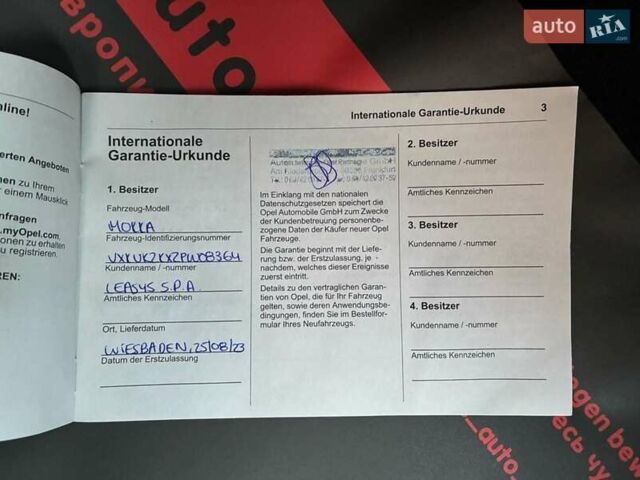 auto RIA.com
auto
nline!
erten Angeboten
en zu Ihrem
einem Mausklick
nfragen
.myOpel.com,
onen zu erhalten
u registrieren.
REN:
Internationale Garantie-Urkunde 3
Internationale
Garantie-Urkunde
1. Besitzer
Fahrzeug-Modell
MOKKA
Fahrzeug-Identifizierungsnummer
VXKUKZKXZPW08364
Kundenname / -nummer
LEASYS S.P.A
Amtliches Kennzeichen
Ort, Lieferdatum
WIESBADEN, 25/08/23
Datum der Erstzulassung
Im Einklang mit den nationalen
Datenschutzgesetzen speichert die
Opel Automobile GmbH zum Zwecke
der Kundenbetreuung personenbe-
zogene Daten der Käufer neuer Opel
Fahrzeuge.
Die Garantie beginnt mit der Liefe-
rung bzw. der Erstzulassung, je
nachdem, welches dieser Ereignisse
zuerst eintritt.
Details zu den vertraglichen Garan-
tien von Opel, die für Ihr Fahrzeug
gelten, sowie deren Anwendungsbe-
dingungen, finden Sie im Bestellfor-
mular Ihres Neufahrzeugs.
2. Besitzer
Kundenname / -nummer
Amtliches Kennzeichen
3. Besitzer
Kundenname / -nummer
Amtliches Kennzeichen
4. Besitzer
Kundenname / -nummer
Amtliches Kennzeichen